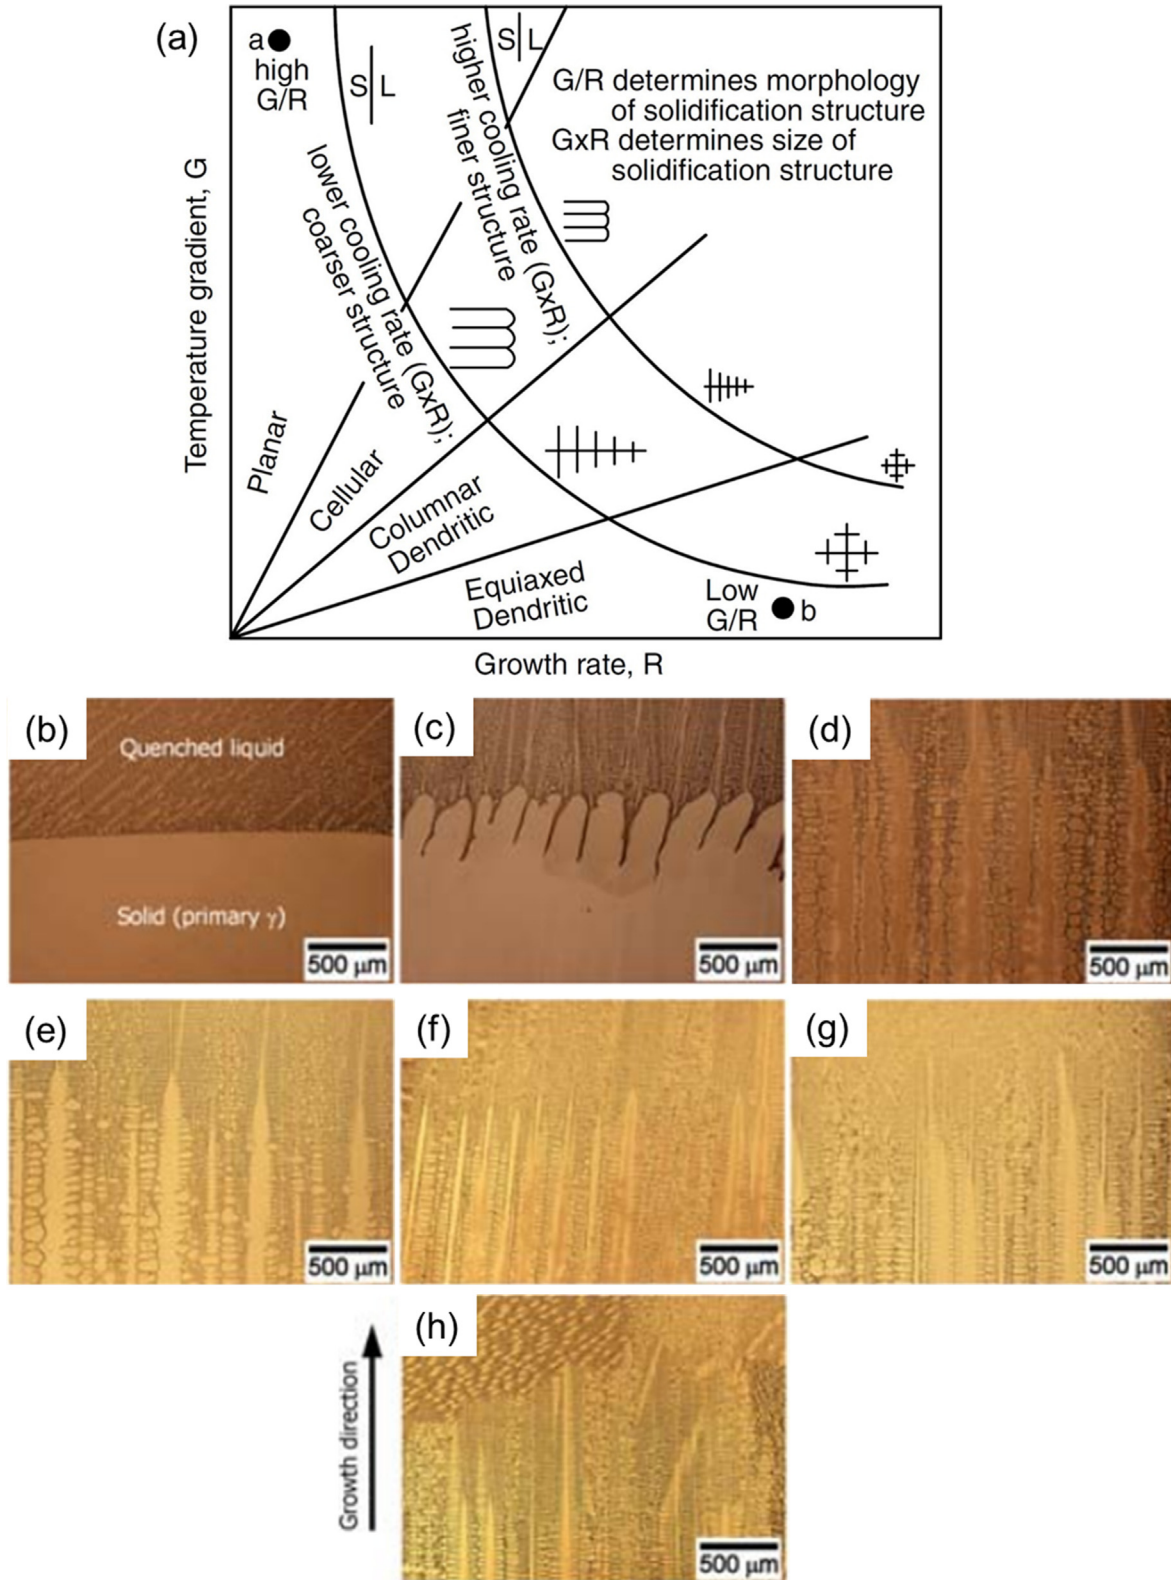 (a)
a
high
G/R
S L
S L
higher cooling rate (GxR);
finer structure
G/R determines morphology
of solidification structure
GxR determines size of
solidification structure
lower cooling rate (GxR);
coarser structure
Temperature gradient, G
Planar
Cellular
Columnar
Dendritic
Equiaxed
Dendritic
Low
G/R
b
Growth rate, R
(b)
Quenched liquid
Solid (primary γ)
500 μm
(c)
500 μm
(d)
500 μm
(e)
500 μm
(f)
500 μm
(g)
500 μm
(h)
Growth direction
500 μm